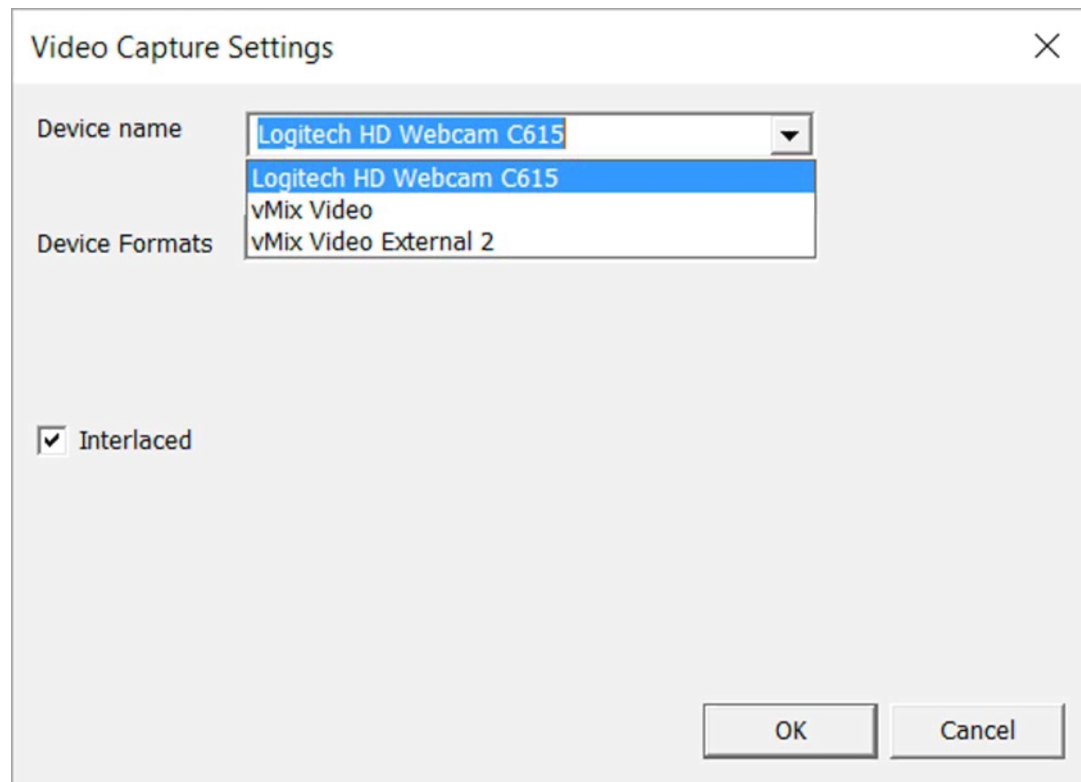 Video Capture Settings
Device name
Logitech HD Webcam C615
Logitech HD Webcam C615
vMix Video
Device Formats
vMix Video External 2
Interlaced
OK
Cancel